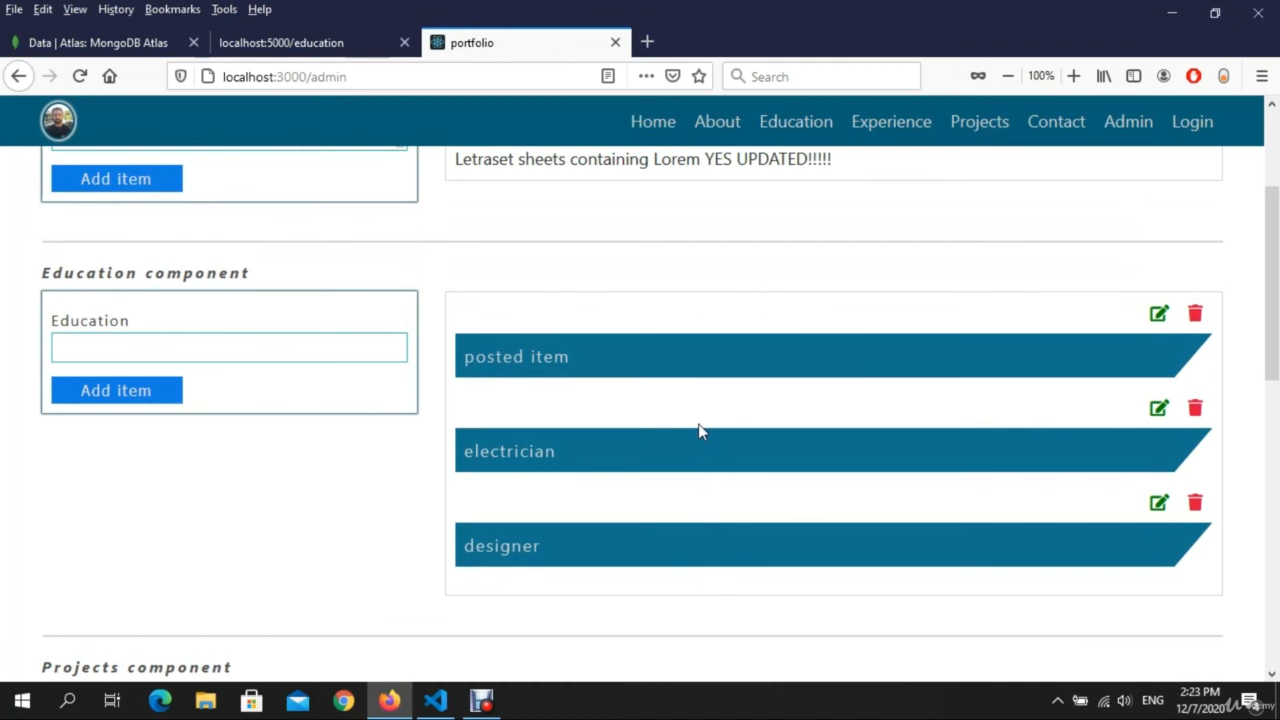 File Edit View History Bookmarks Tools Help
Data | Atlas: MongoDB Atlas
localhost:5000/education
portfolio
localhost:3000/admin
Search
100%
Home About Education Experience Projects Contact Admin Login
Letraset sheets containing Lorem YES UPDATED!!!!!
Add item
Education component
Education
Add item
posted item
electrician
designer
Projects component
ENG
2:23 PM
12/7/2020